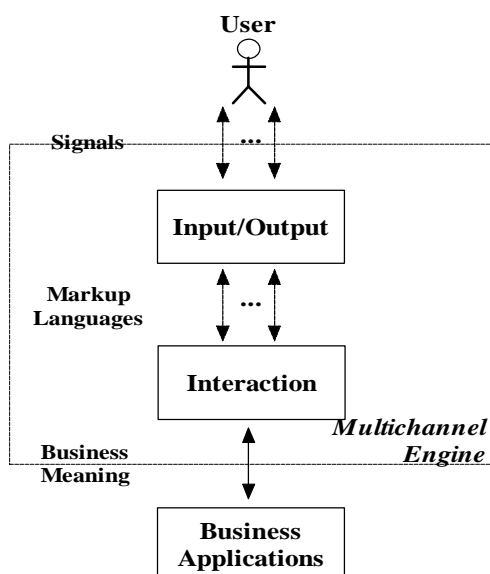 User
Signals
...
Input/Output
Markup
Languages
...
Interaction
Multichannel
Engine
Business
Meaning
Business
Applications